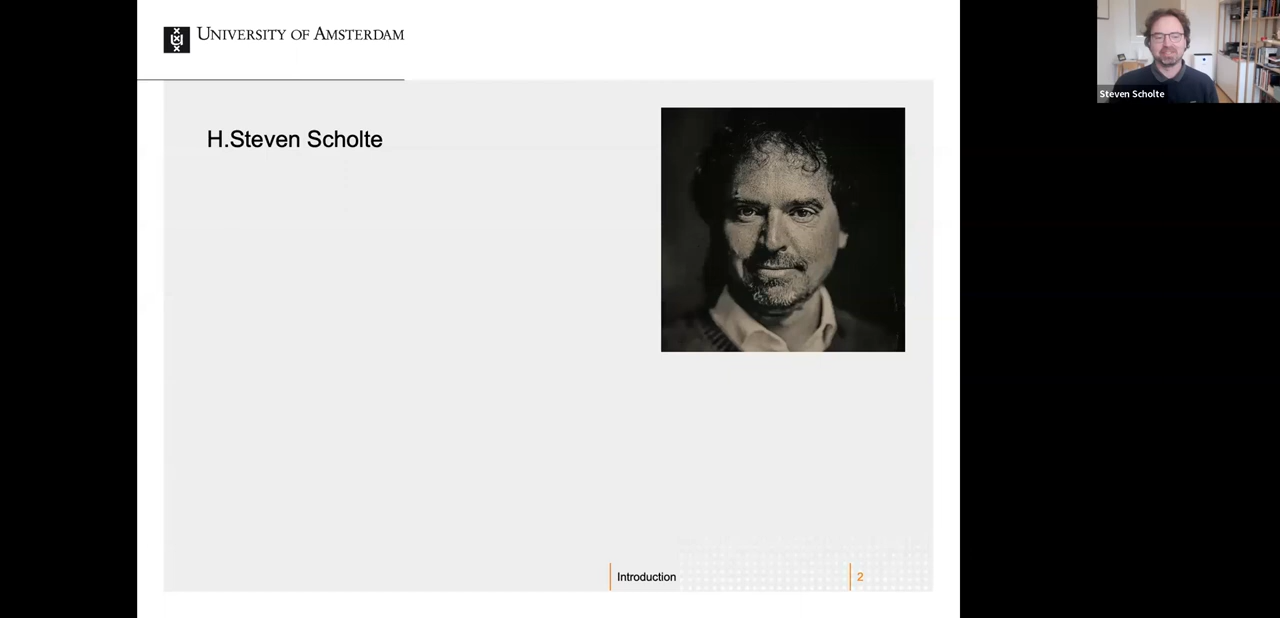 UNIVERSITY OF AMSTERDAM
H.Steven Scholte
Introduction
2
Steven Scholte